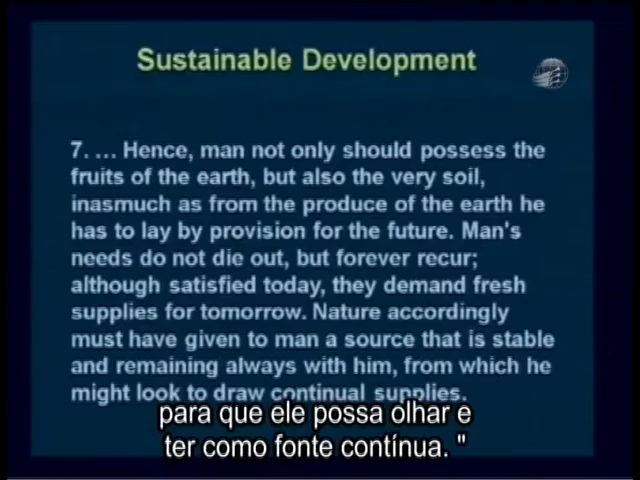 Sustainable Development
7. ... Hence, man not only should possess the
fruits of the earth, but also the very soil,
inasmuch as from the produce of the earth he
has to lay by provision for the future. Man's
needs do not die out, but forever recur;
although satisfied today, they demand fresh
supplies for tomorrow. Nature accordingly
must have given to man a source that is stable
and remaining always with him, from which he
might look to draw continual supplies.
para que ele possa olhar e
ter como fonte contínua. "